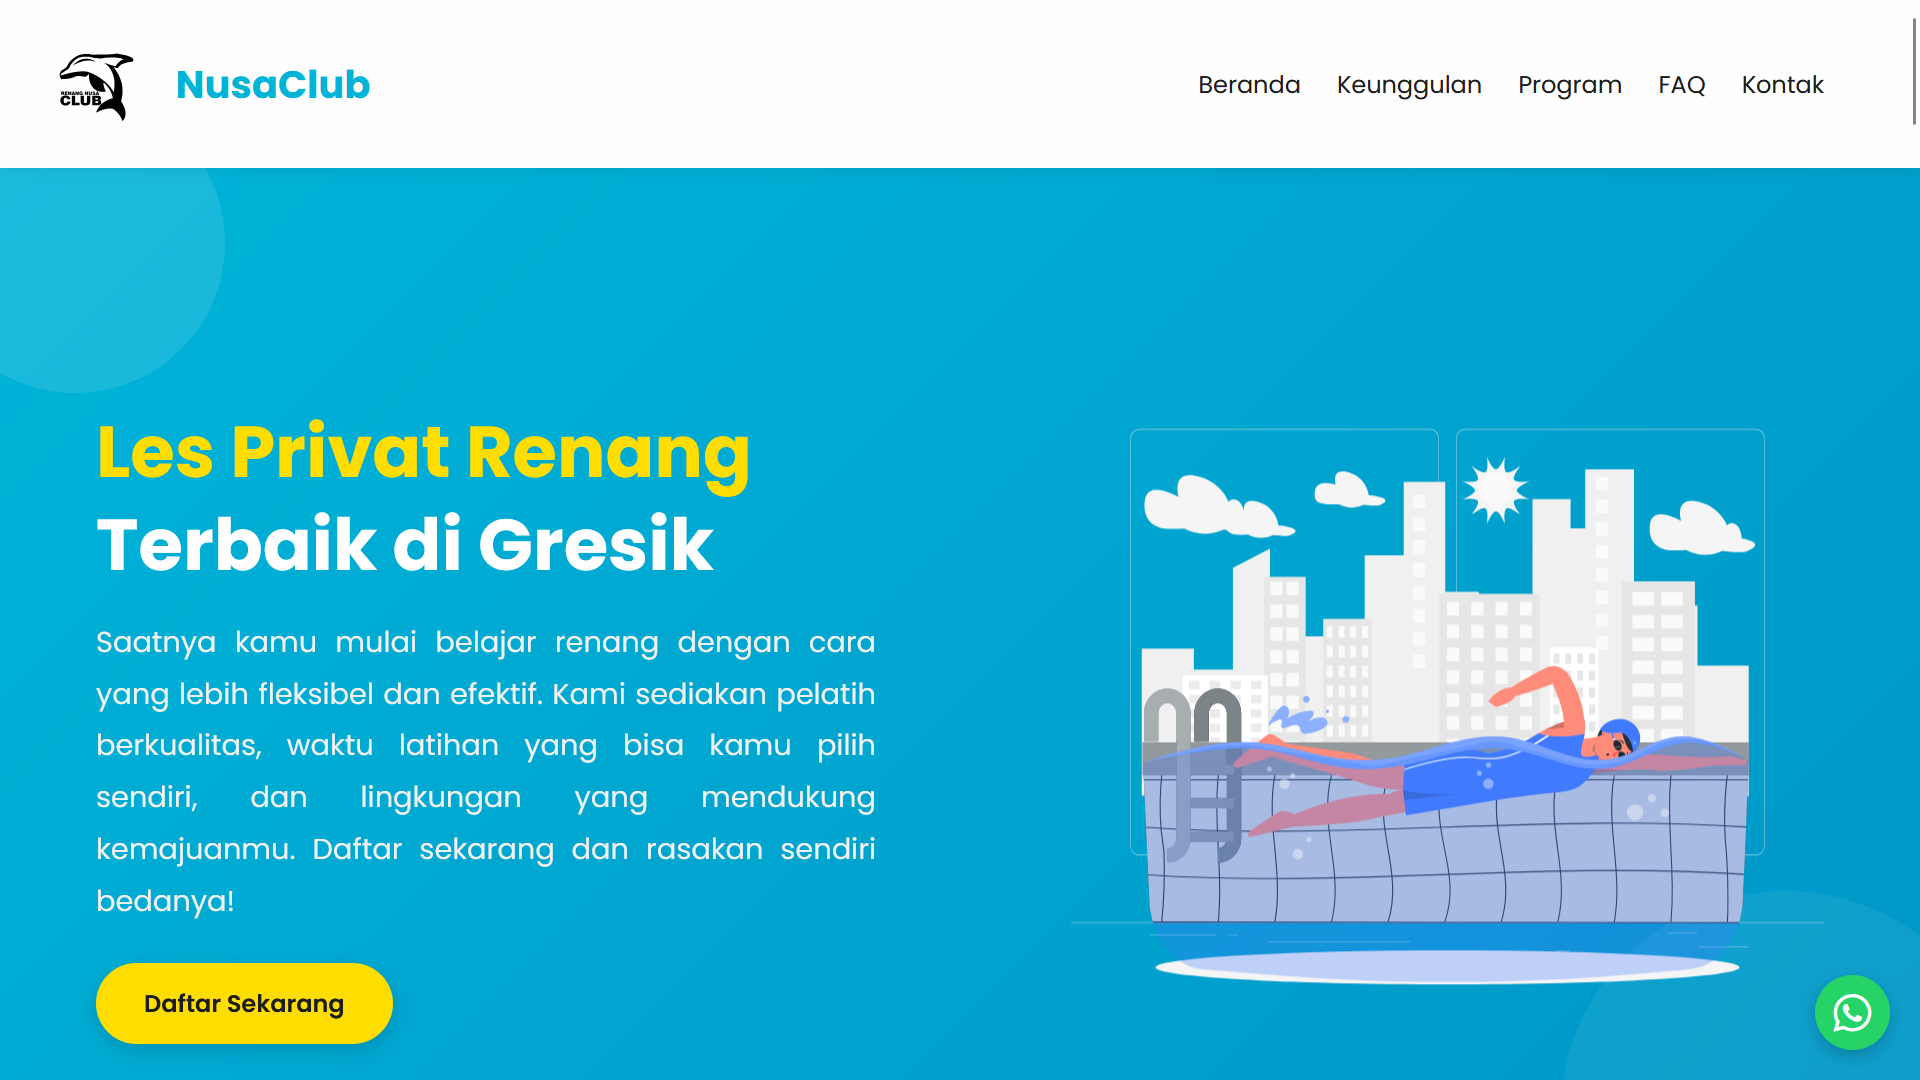 RENANG NUSA
CLUB
NusaClub
Beranda
Keunggulan
Program
FAQ
Kontak
Les Privat Renang
Terbaik di Gresik
Saatnya kamu mulai belajar renang dengan cara
yang lebih fleksibel dan efektif. Kami sediakan pelatih
berkualitas, waktu latihan yang bisa kamu pilih
sendiri, dan lingkungan yang mendukung
kemajuanmu. Daftar sekarang dan rasakan sendiri
bedanya!
Daftar Sekarang